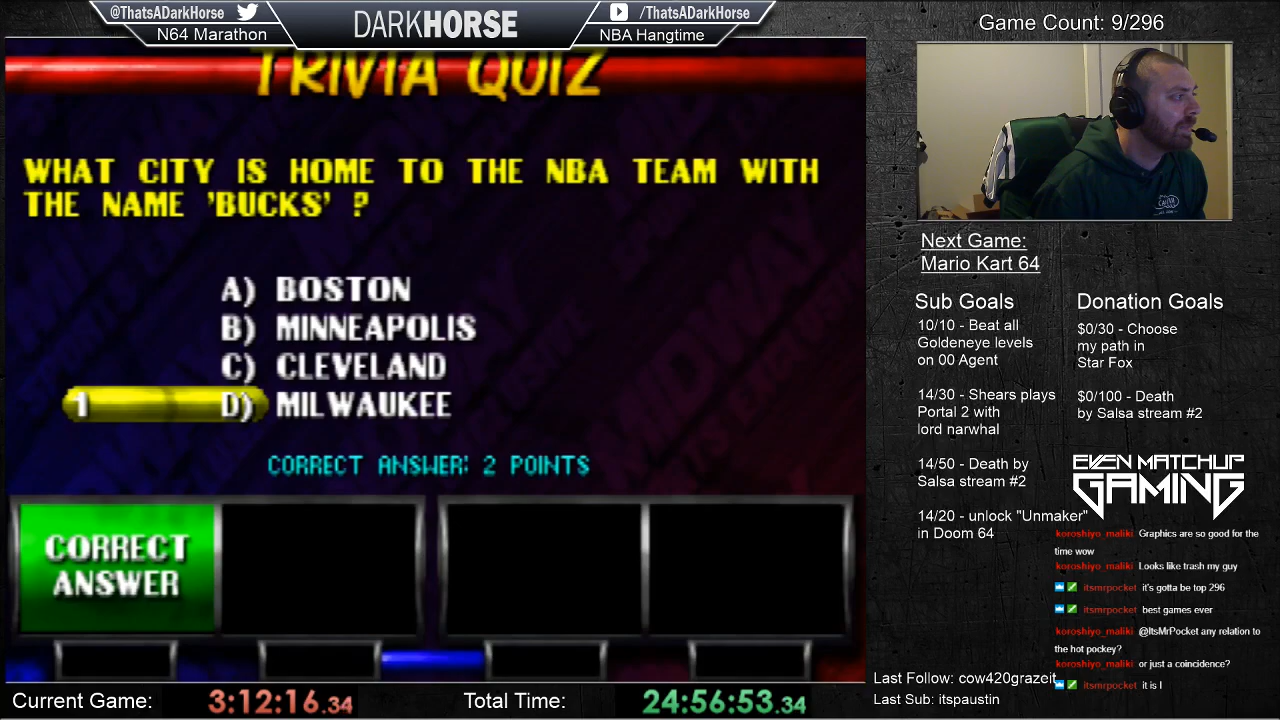 @ThatsADarkHorse
N64 Marathon
DARKHORSE
/ThatsADarkHorse
NBA Hangtime
Game Count: 9/296
TRIVIA QUIZ
WHAT CITY IS HOME TO THE NBA TEAM WITH
THE NAME 'BUCKS' ?
A) BOSTON
B) MINNEAPOLIS
C) CLEVELAND
1 D) MILWAUKEE
CORRECT ANSWER: 2 POINTS
CORRECT
ANSWER
Next Game:
Mario Kart 64
Sub Goals
10/10 - Beat all
Goldeneye levels
on 00 Agent
14/30 - Shears plays
Portal 2 with
lord narwhal
14/50 - Death by
Salsa stream #2
14/20 - unlock "Unmaker"
in Doom 64
Donation Goals
$0/30 - Choose
my path in
Star Fox
$0/100 - Death
by Salsa stream #2
EVEN MATCHUP
GAMING
koroshiyo_maliki Graphics are so good for the
time wow
koroshiyo_maliki Looks like trash my guy
itsmrpocket it's gotta be top 296
itsmrpocket best games ever
koroshiyo_maliki @ItsMrPocket any relation to
the hot pockey?
koroshiyo_maliki or just a coincidence?
itsmrpocket it is I
Last Follow: cow420grazeit
Last Sub: itspaustin
Current Game: 3:12:16.34
Total Time: 24:56:53.34